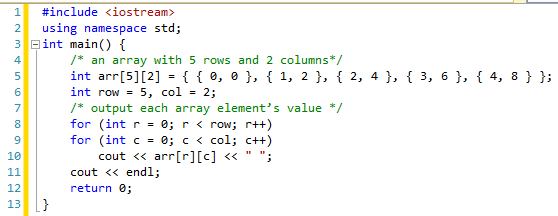 1 #include <iostream>
2 using namespace std;
3 int main() {
4 /* an array with 5 rows and 2 columns*/
5 int arr[5][2] = { { 0, 0 }, { 1, 2 }, { 2, 4 }, { 3, 6 }, { 4, 8 } };
6 int row = 5, col = 2;
7 /* output each array element’s value */
8 for (int r = 0; r < row; r++)
9 for (int c = 0; c < col; c++)
10 cout << arr[r][c] << " ";
11 cout << endl;
12 return 0;
13 }